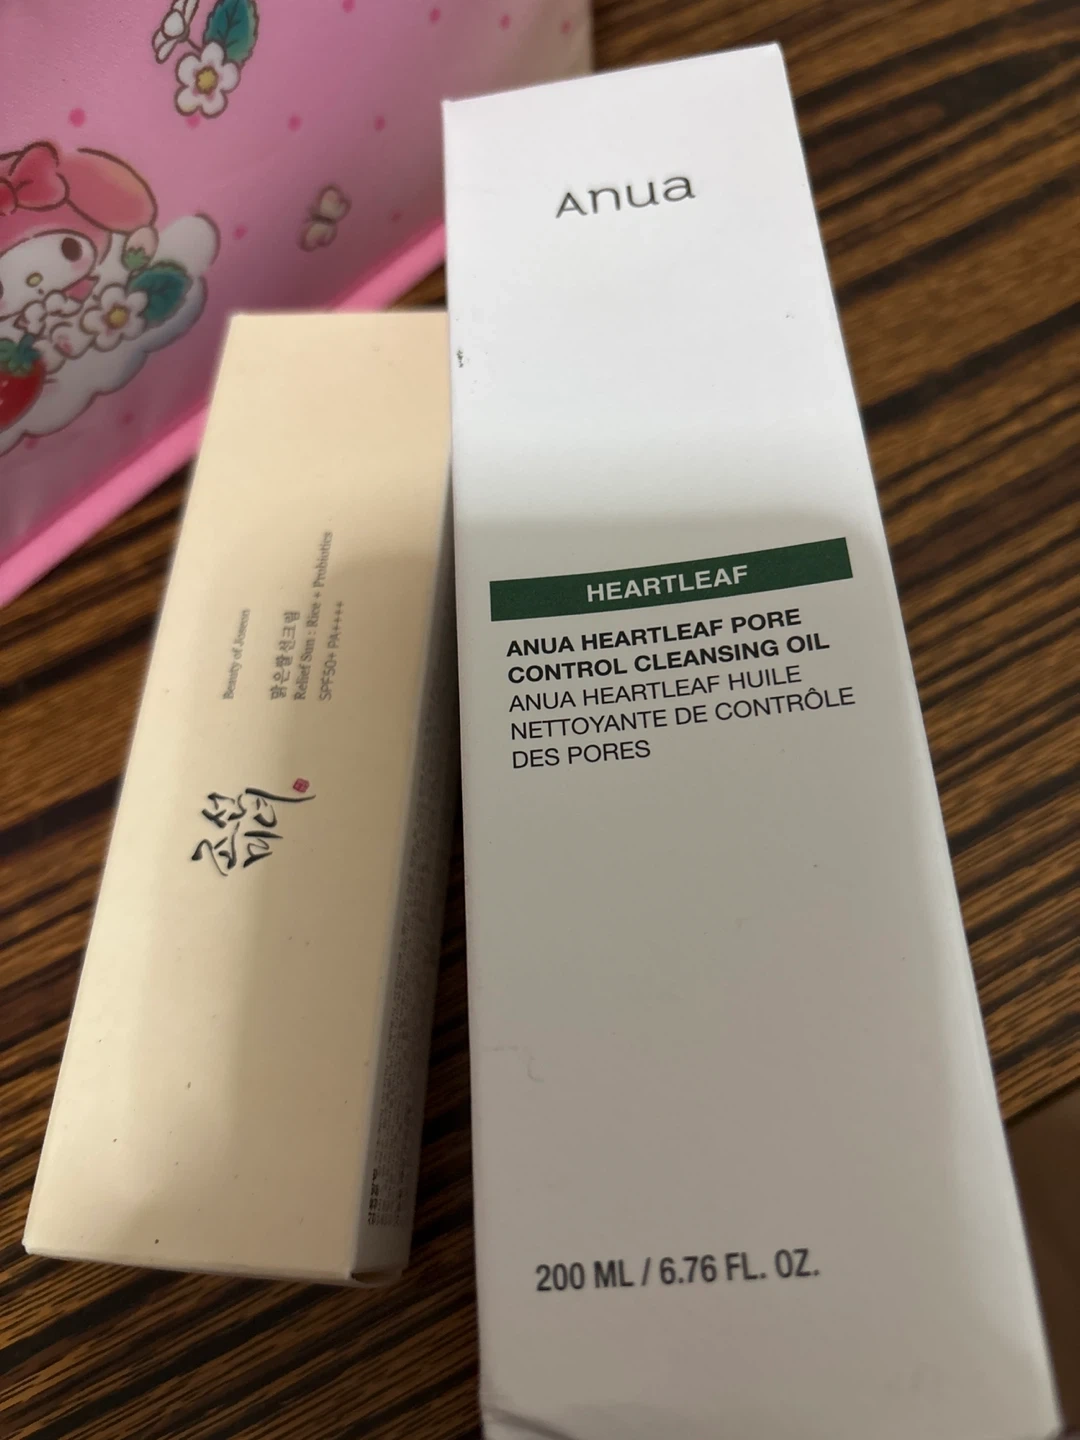 Anua
HEARTLEAF
ANUA HEARTLEAF PORE
CONTROL CLEANSING OIL
ANUA HEARTLEAF HUILE
NETTOYANTE DE CONTRÔLE
DES PORES
200 ML / 6.76 FL. OZ.
Beauty of Joseon
맑은쌀선크림
Relief Sun : Rice + Probiotics
SPF50+ PA++++
조선
미녀